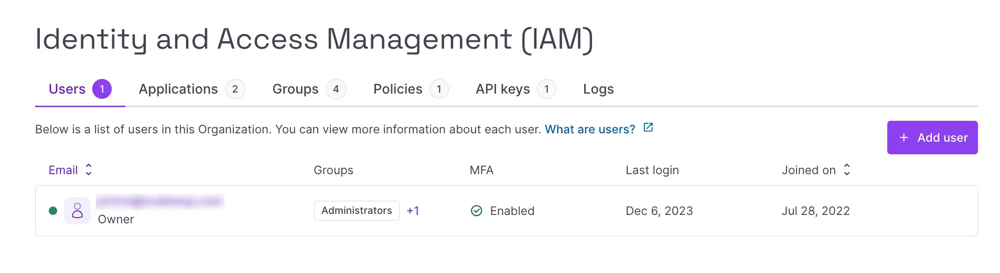 Identity and Access Management (IAM)
Users 1 Applications 2 Groups 4 Policies 1 API keys 1 Logs
Below is a list of users in this Organization. You can view more information about each user. What are users?
+ Add user
Email Groups MFA Last login Joined on
Owner Administrators +1 Enabled Dec 6, 2023 Jul 28, 2022